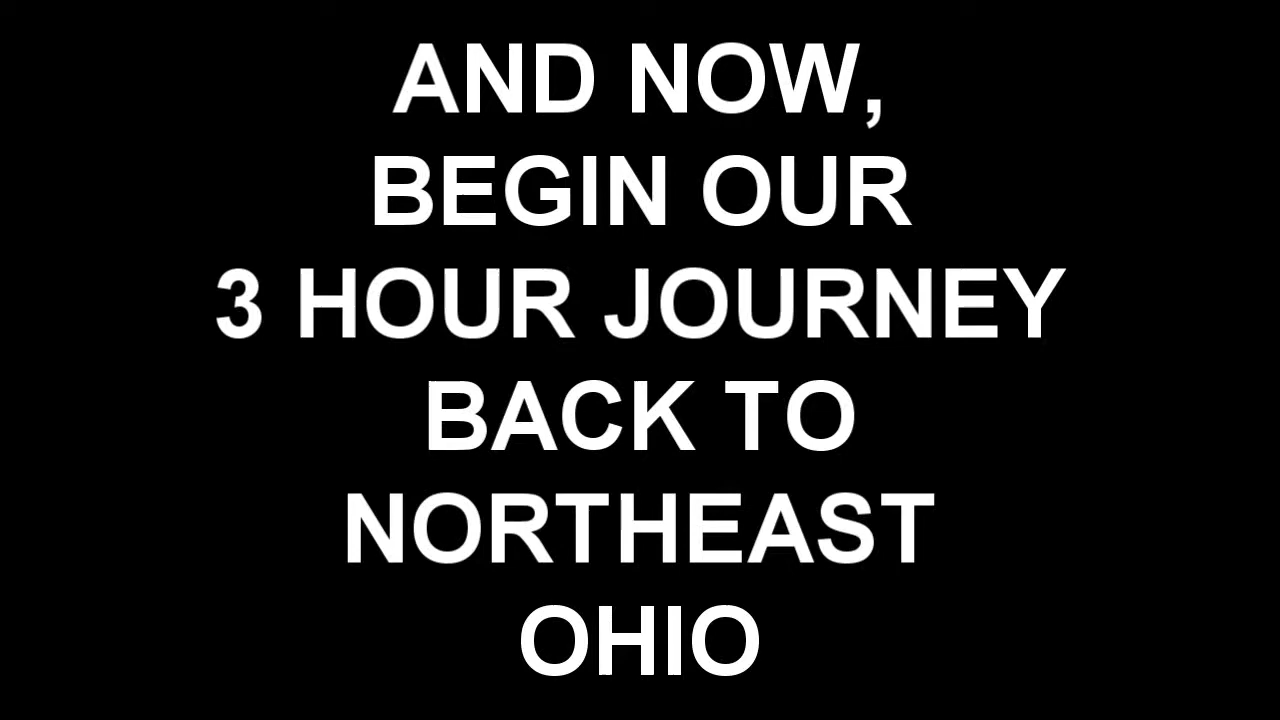 AND NOW,
BEGIN OUR
3 HOUR JOURNEY
BACK TO
NORTHEAST
OHIO